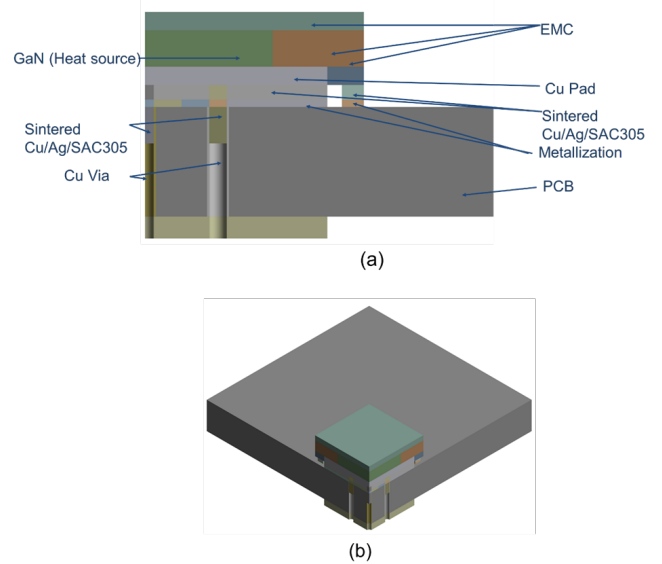 EMC
GaN (Heat source)
Cu Pad
Sintered
Cu/Ag/SAC305
Sintered
Cu/Ag/SAC305
Metallization
Cu Via
PCB
(a)
(b)